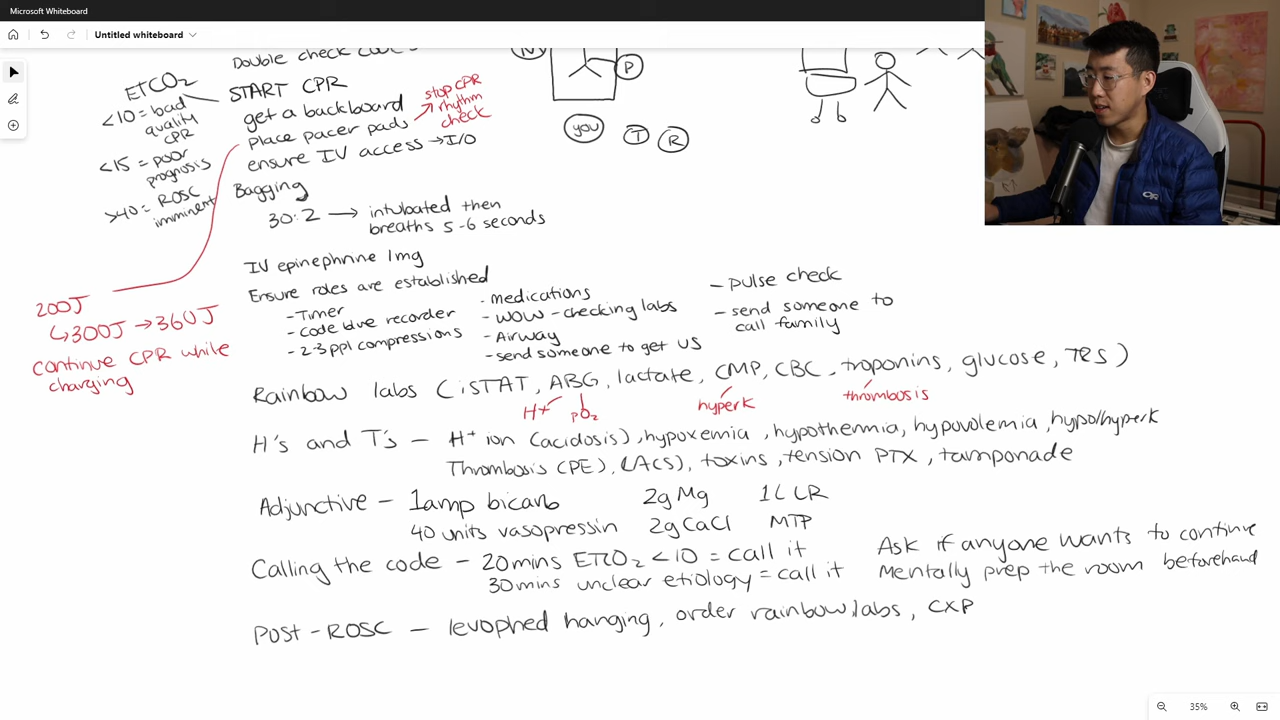 Microsoft Whiteboard
Untitled whiteboard
Double check code
START CPR
get a backboard
Place pacer pads
stop CPR
rhythm
check
ensure IV access → I/O
ETCO2
<10 = bad
quality
CPR
<15 = poor
prognosis
>40 = ROSC
imminent
P
you
T
R
Bagging
30:2 → intubated then
breaths 5-6 seconds
IV epinephrine 1mg
Ensure roles are established
- Timer
- code blue recorder
- 2-3 ppl compressions
- medications
- WOW - checking labs
- Airway
- send someone to get US
- pulse check
- send someone to
call family
200J
↳300J → 360J
continue CPR while
charging
Rainbow labs (iSTAT, ABG, lactate, CMP, CBC, troponins, glucose, TEG)
H+
pO2
hyperk
thrombosis
H's and T's - H+ ion (acidosis), hypoxemia, hypothermia, hypovolemia, hypo/hyperk
Thrombosis (PE), (ACS), toxins, tension PTX, tamponade
Adjunctive - 1amp bicarb 2g Mg 1L LR
40 units vasopressin 2g CaCl MTP
Calling the code - 20mins ETCO2 <10 = call it
30mins unclear etiology = call it
Ask if anyone wants to continue
Mentally prep the room beforehand
Post-ROSC - levophed hanging, order rainbow labs, CXP
35%